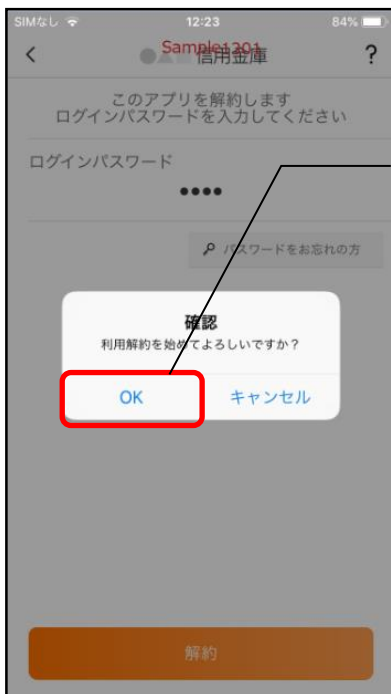 SIMなし 12:23 84%
Sample1201
信用金庫 ?
このアプリを解約します
ログインパスワードを入力してください
ログインパスワード
••••
パスワードをお忘れの方
確認
利用解約を始めてよろしいですか？
OK キャンセル
解約